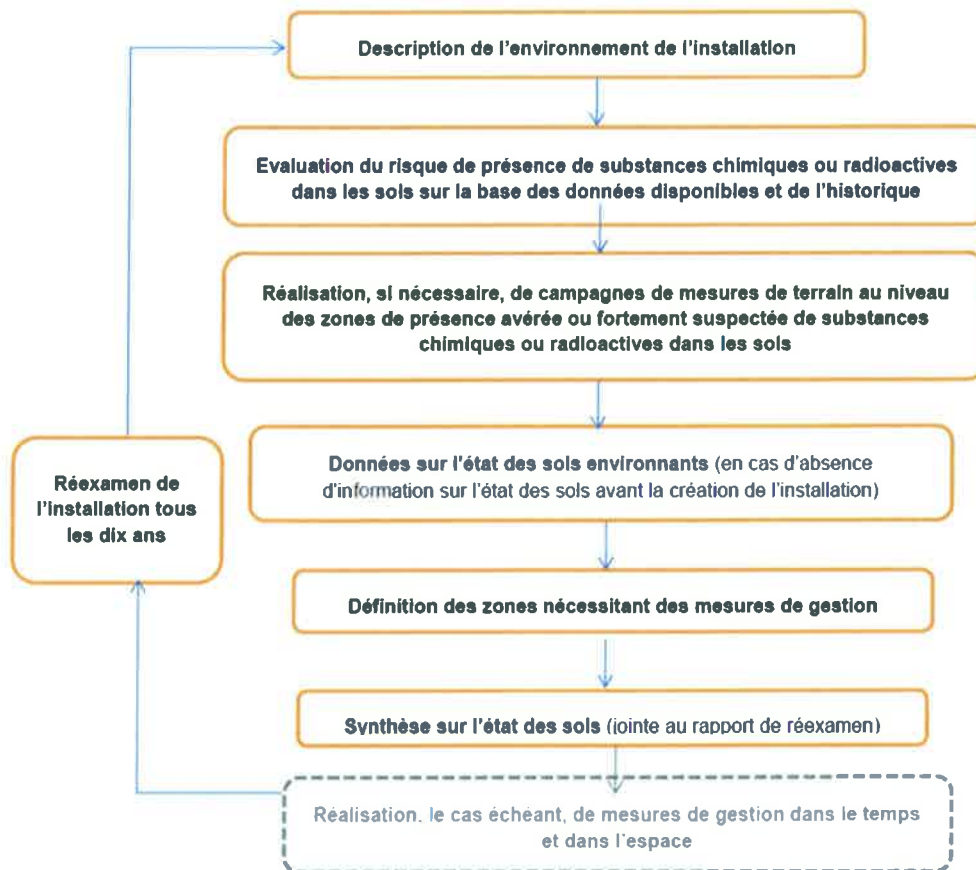 Description de l'environnement de l'installation
Evaluation du risque de présence de substances chimiques ou radioactives
dans les sols sur la base des données disponibles et de l'historique
Réalisation, si nécessaire, de campagnes de mesures de terrain au niveau
des zones de présence avérée ou fortement suspectée de substances
chimiques ou radioactives dans les sols
Données sur l'état des sols environnants (en cas d'absence
d'information sur l'état des sols avant la création de l'installation)
Réexamen de
l'installation tous
les dix ans
Définition des zones nécessitant des mesures de gestion
Synthèse sur l'état des sols (jointe au rapport de réexamen)
Réalisation, le cas échéant, de mesures de gestion dans le temps
et dans l'espace